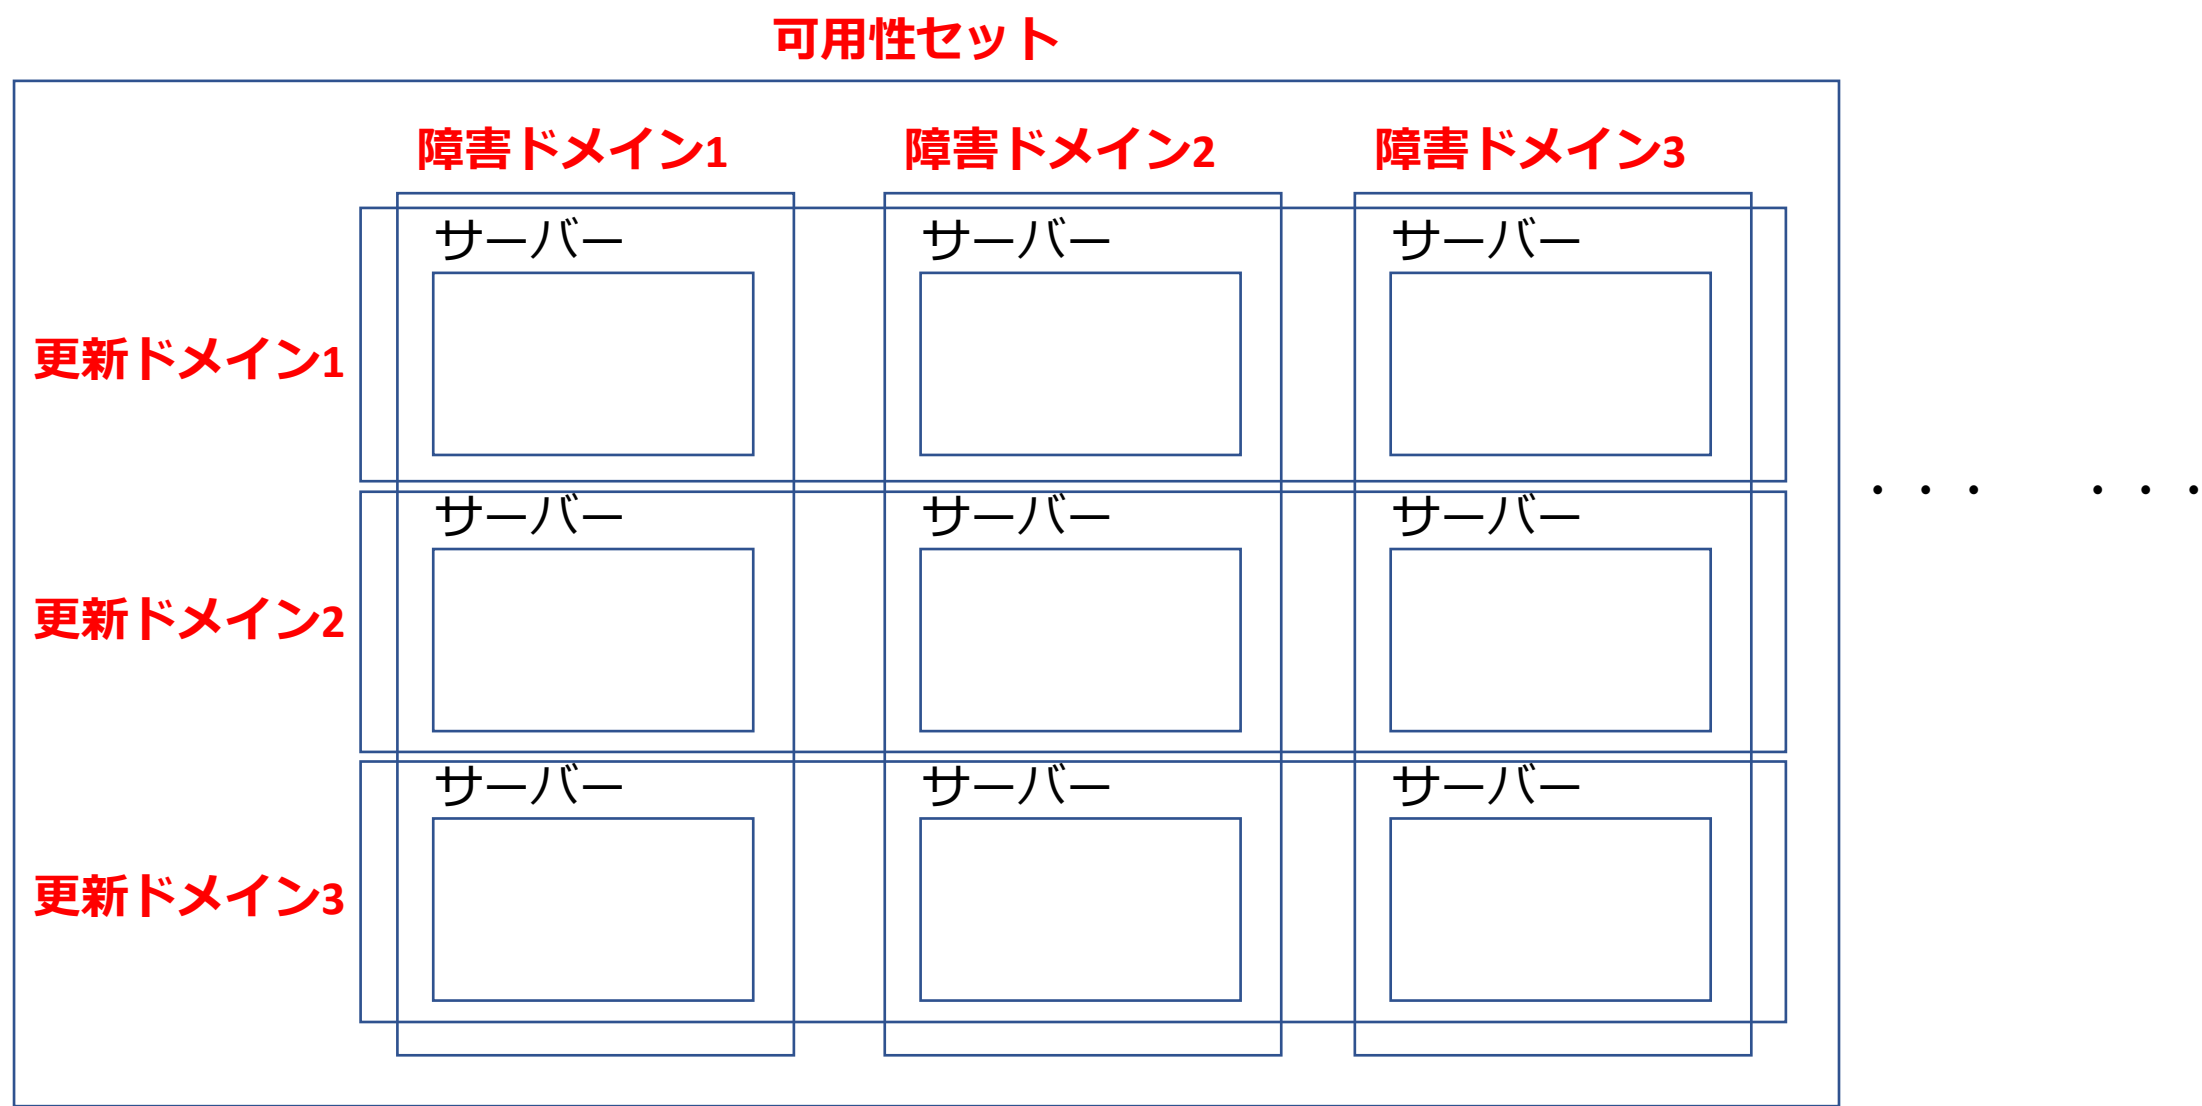 可用性セット
障害ドメイン1 障害ドメイン2 障害ドメイン3
サーバー サーバー サーバー
更新ドメイン1
・・・ ・・・
サーバー サーバー サーバー
更新ドメイン2
サーバー サーバー サーバー
更新ドメイン3